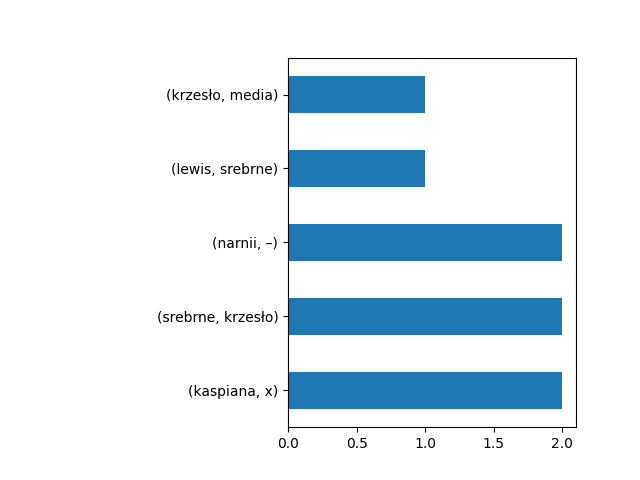 (krzesło, media)
(lewis, srebrne)
(narnii, –)
(srebrne, krzesło)
(kaspiana, x)
0.0 0.5 1.0 1.5 2.0